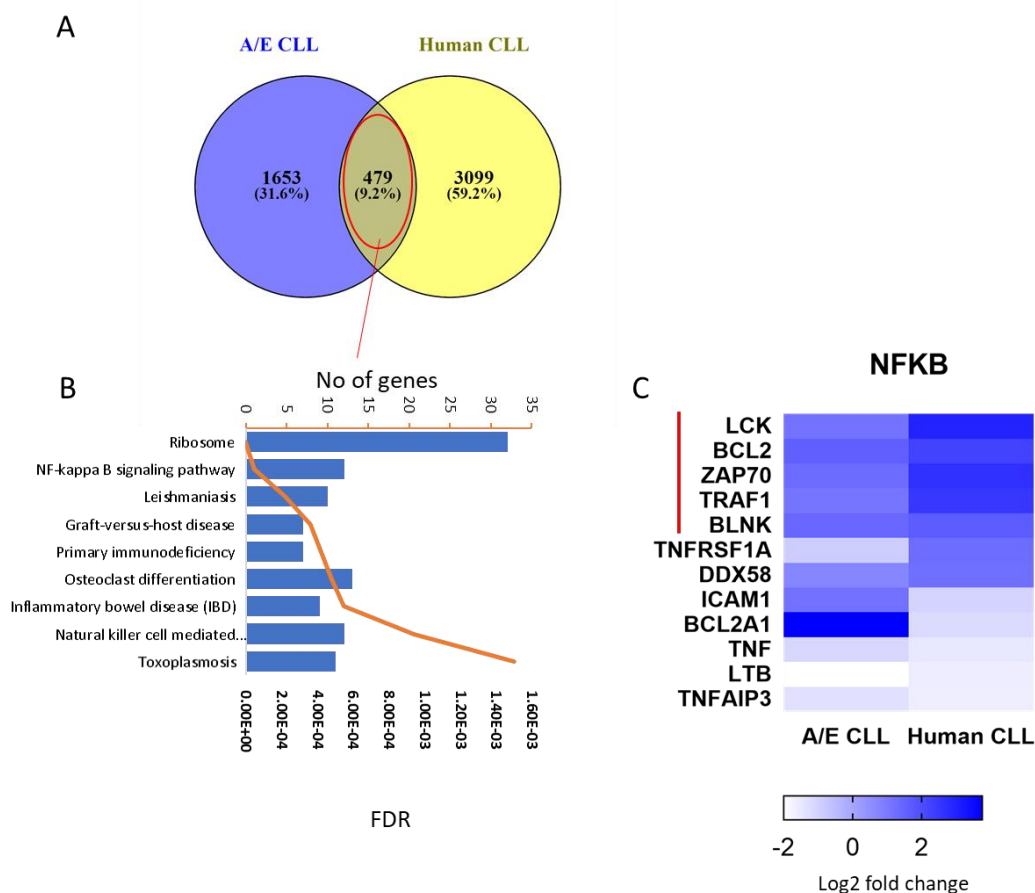 A
A/E CLL
Human CLL
1653
(31.6%)
479
(9.2%)
3099
(59.2%)
B
No of genes
0 5 10 15 20 25 30 35
Ribosome
NF-kappa B signaling pathway
Leishmaniasis
Graft-versus-host disease
Primary immunodeficiency
Osteoclast differentiation
Inflammatory bowel disease (IBD)
Natural killer cell mediated...
Toxoplasmosis
0.00E+00 2.00E-04 4.00E-04 6.00E-04 8.00E-04 1.00E-03 1.20E-03 1.40E-03 1.60E-03
FDR
C
NFKB
LCK
BCL2
ZAP70
TRAF1
BLNK
TNFRSF1A
DDX58
ICAM1
BCL2A1
TNF
LTB
TNFAIP3
A/E CLL Human CLL
-2 0 2
Log2 fold change